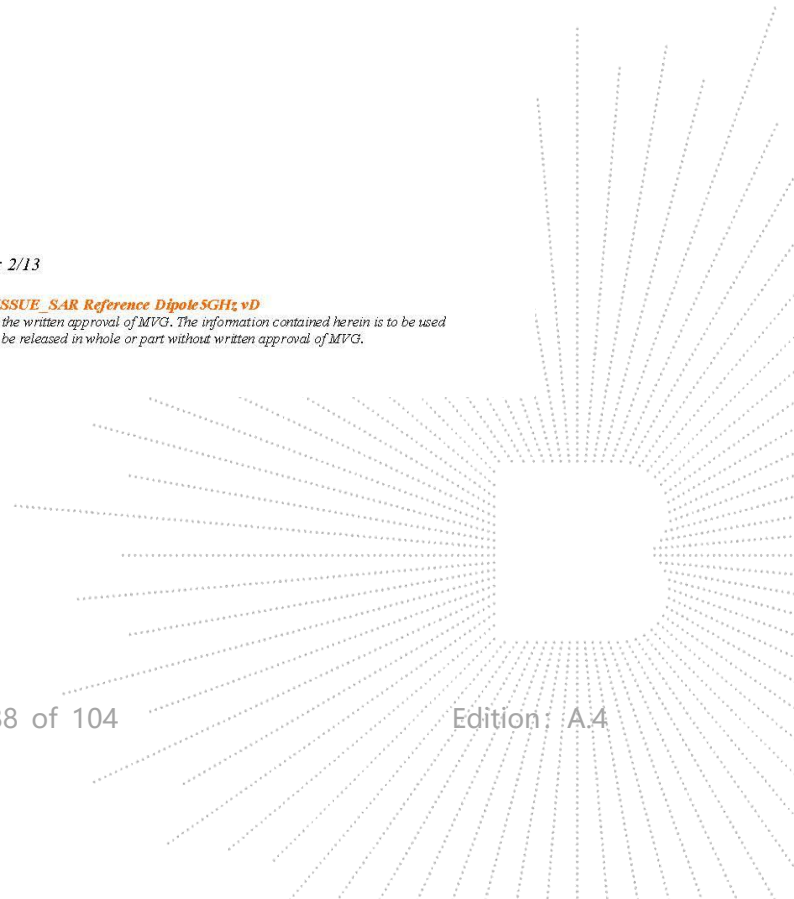 : 2/13
SSUE_SAR Reference Dipole5GHz vD
the written approval of MVG. The information contained herein is to be used
be released in whole or part without written approval of MVG.
8 of 104 Edition: A.4